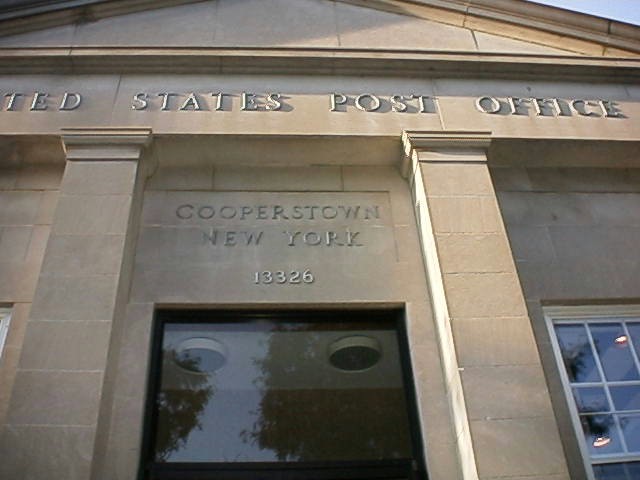 TED STATES POST OFFICE
COOPERSTOWN
NEW YORK
13326